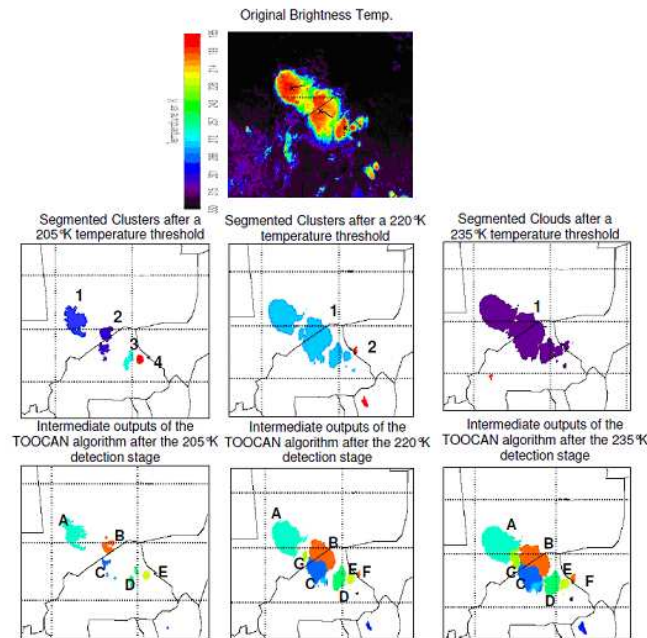 Original Brightness Temp.
Segmented Clusters after a
205°K temperature threshold
Segmented Clusters after a 220°K
temperature threshold
Segmented Clouds after a
235°K temperature threshold
1
2
3
4
1
2
1
Intermediate outputs of the
TOOCAN algorithm after the 205°K
detection stage
Intermediate outputs of the
TOOCAN algorithm after the 220°K
detection stage
Intermediate outputs of the
TOOCAN algorithm after the 235°K
detection stage
A
B
C
D
E
A
B
G
C
D
E
F
A
B
G
C
D
E
F